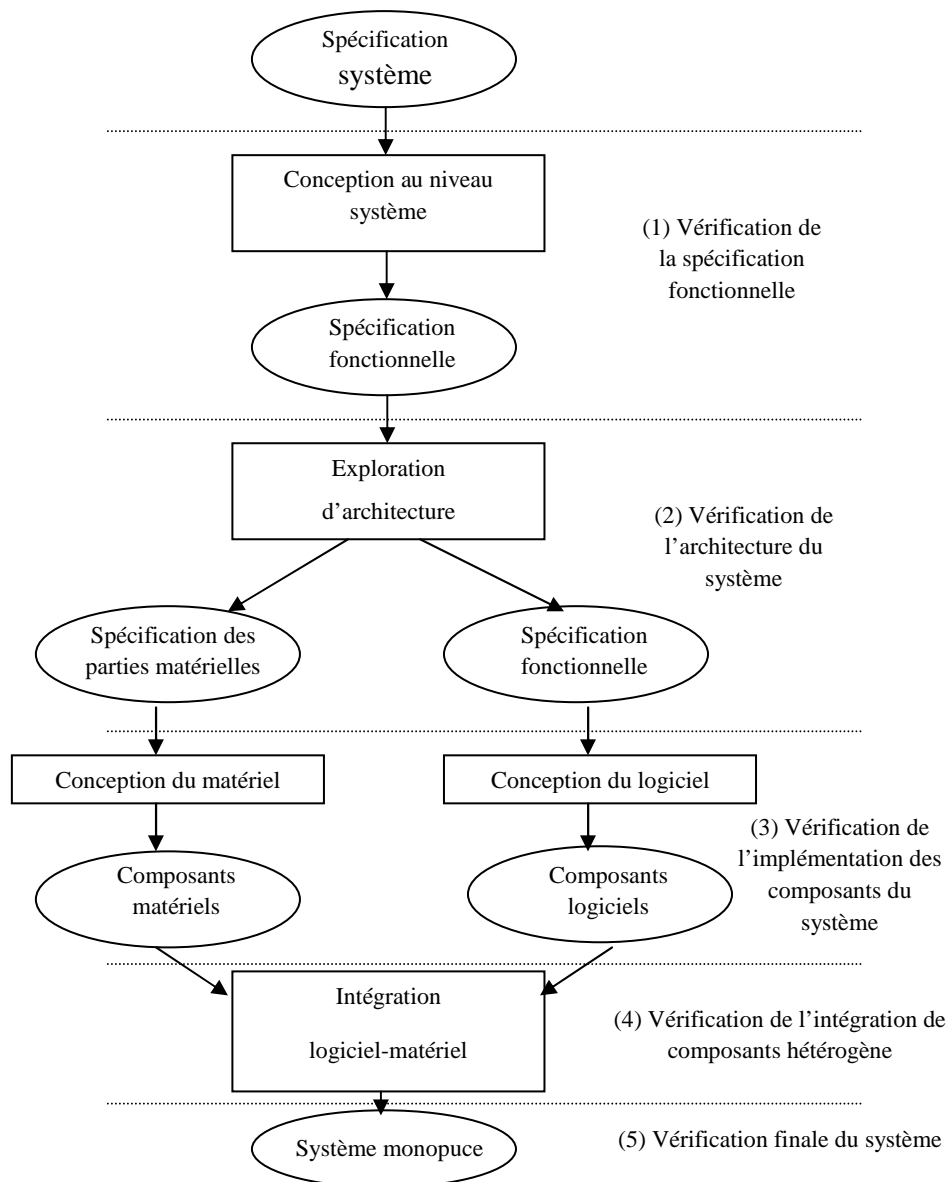 Spécification
système
Conception au niveau
système
(1) Vérification de
la spécification
fonctionnelle
Spécification
fonctionnelle
Exploration
d'architecture
(2) Vérification de
l'architecture du
système
Spécification des
parties matérielles
Spécification
fonctionnelle
Conception du matériel
Conception du logiciel
(3) Vérification de
l'implémentation des
composants du
système
Composants
matériels
Composants
logiciels
Intégration
logiciel-matériel
(4) Vérification de l'intégration de
composants hétérogène
Système monopuce
(5) Vérification finale du système